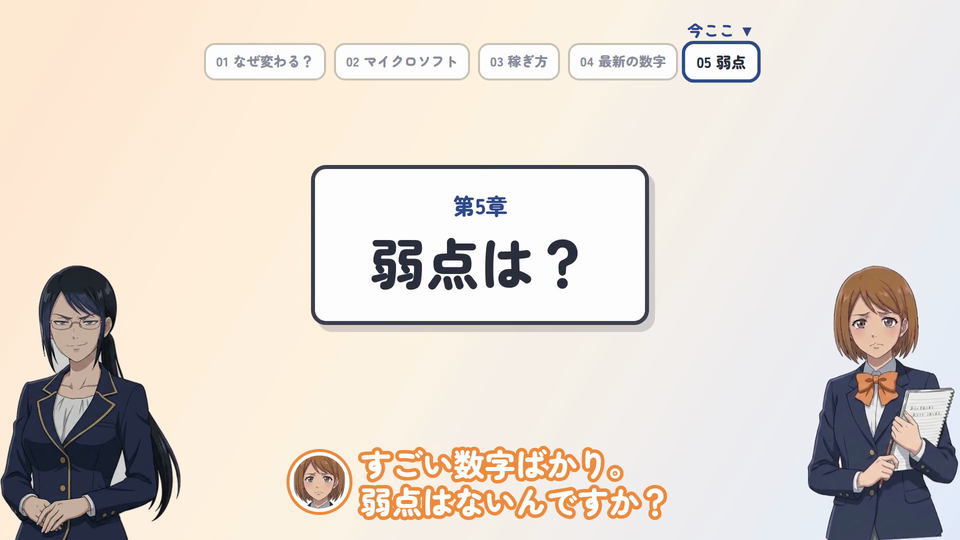 今ここ ▼
01 なぜ変わる？
02 マイクロソフト
03 稼ぎ方
04 最新の数字
05 弱点
第5章
弱点は？
すごい数字ばかり。
弱点はないんですか？